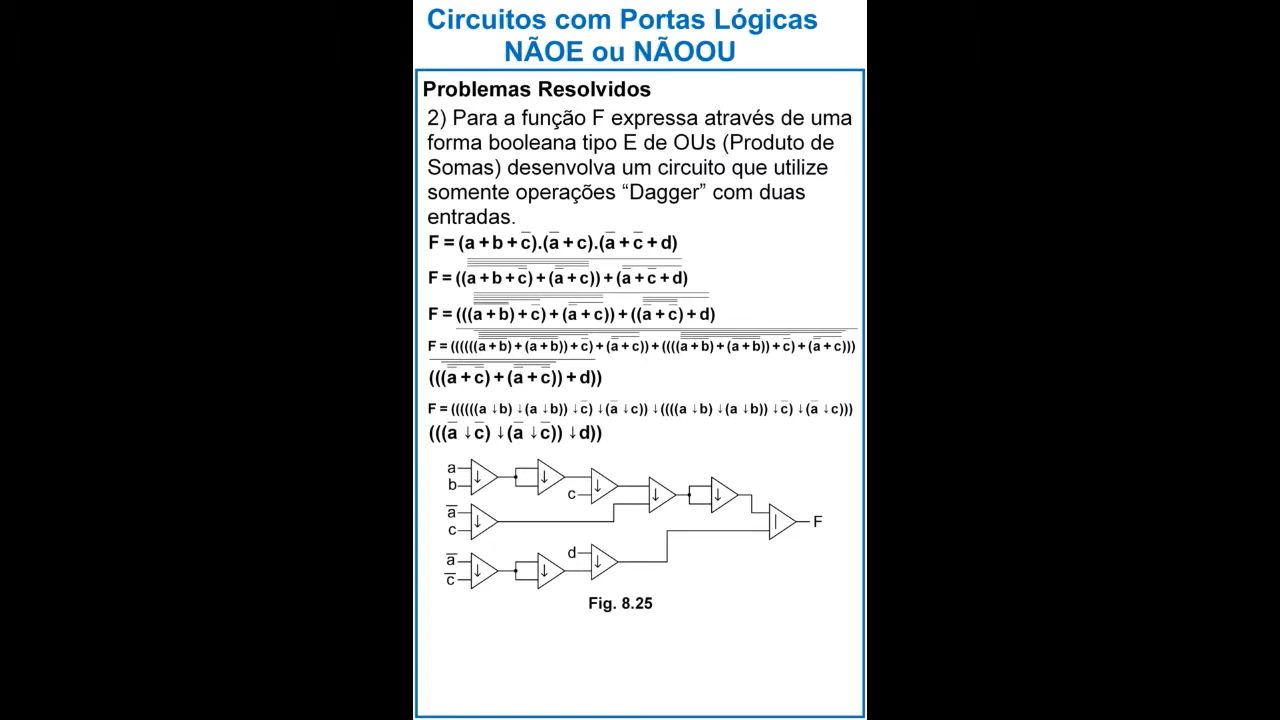 Circuitos com Portas Lógicas
NÃOE ou NÃOOU
Problemas Resolvidos
2) Para a função F expressa através de uma
forma booleana tipo E de OUs (Produto de
Somas) desenvolva um circuito que utilize
somente operações “Dagger” com duas
entradas.
F = (a + b + c̅).(a̅ + c).(a̅ + c̅ + d)
F = ((a + b + c̅) + (a̅ + c)) + (a̅ + c̅ + d)
F = (((a + b) + c̅) + (a̅ + c)) + ((a̅ + c̅) + d)
F = ((((((a + b) + (a + b)) + c̅) + (a̅ + c)) + ((((a + b) + (a + b)) + c̅) + (a̅ + c)))
(((a̅ + c̅) + (a̅ + c̅)) + d))
F = ((((((a ↓b) ↓(a ↓b)) ↓c̅) ↓(a̅ ↓c)) ↓((((a ↓b) ↓(a ↓b)) ↓c̅) ↓(a̅ ↓c)))
(((a̅ ↓c̅) ↓(a̅ ↓c̅)) ↓d))
a
↓
↓
b
↓
c
↓
↓
a̅
↓
c
|
F
a̅
↓
↓
d
↓
c̅
Fig. 8.25